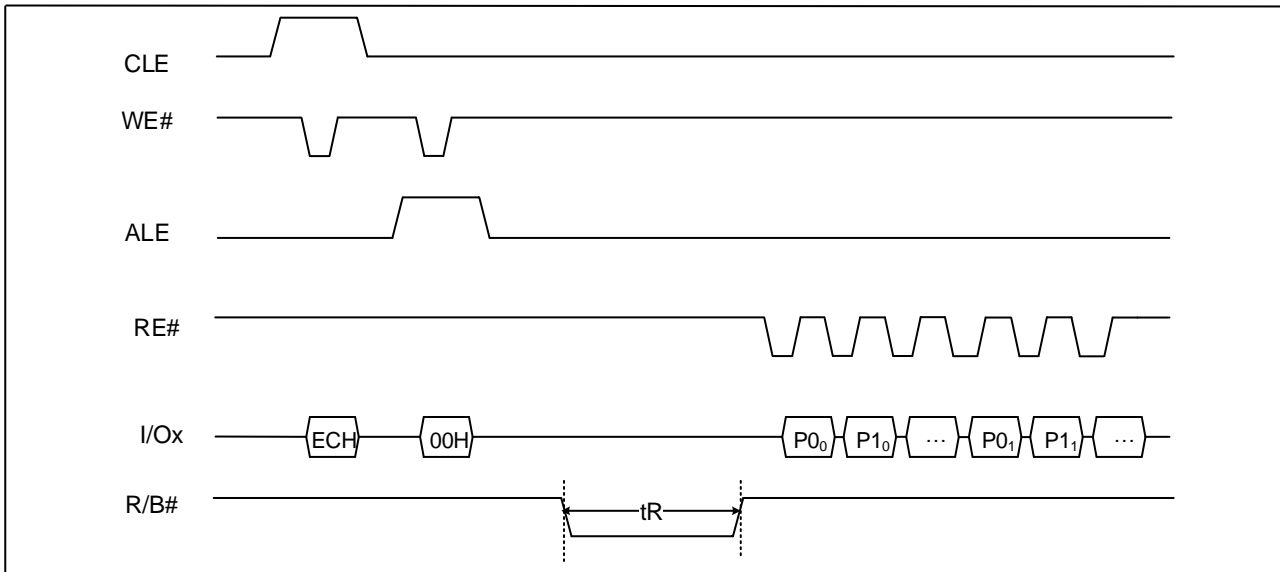 CLE
WE#
ALE
RE#
I/Ox ECH 00H P0₀ P1₀ ... P0₁ P1₁ ...
R/B# tR